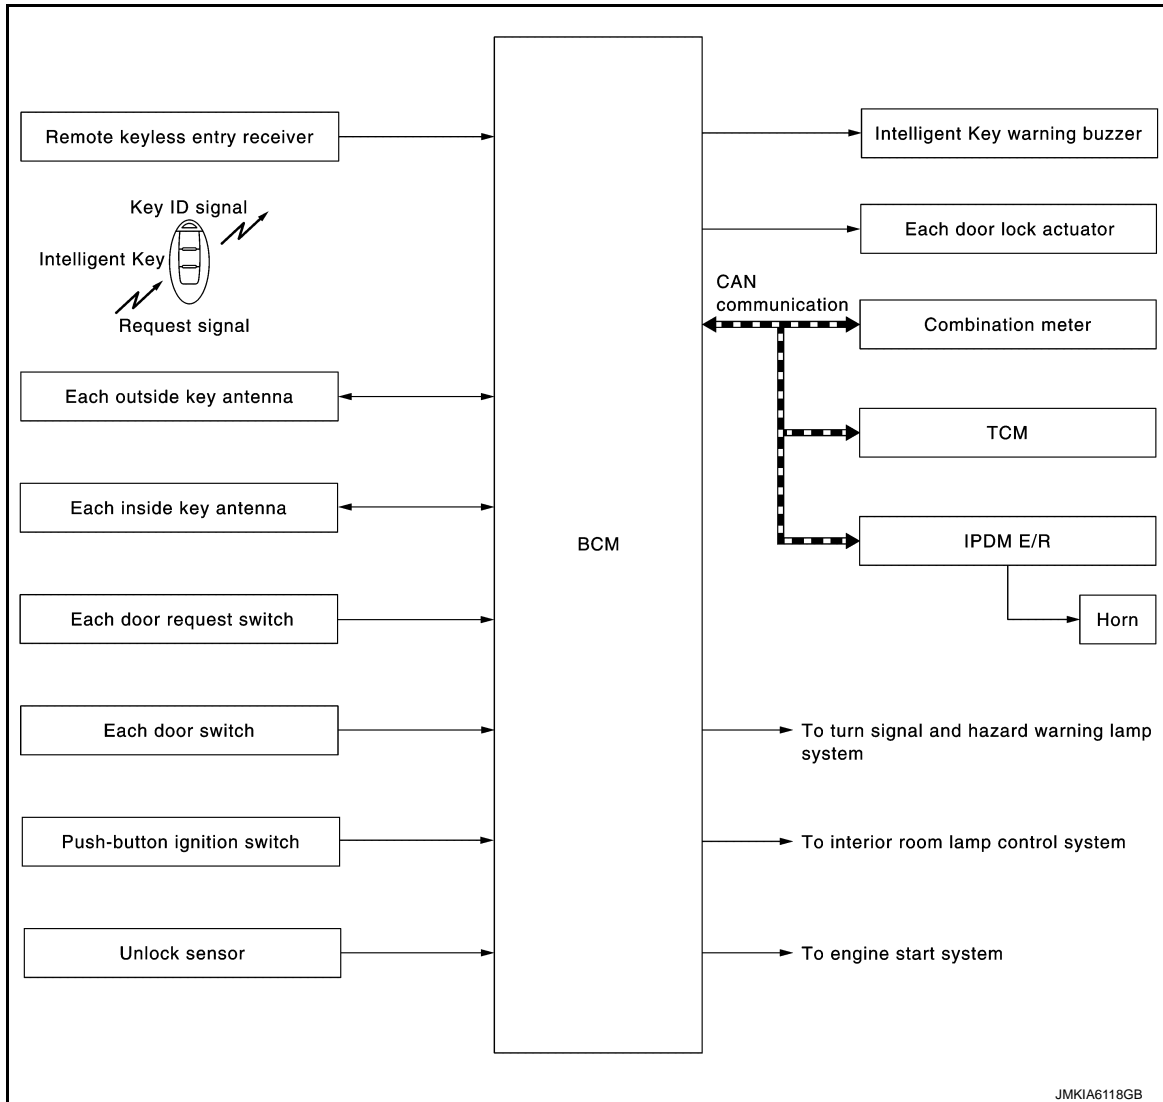 Remote keyless entry receiver
Key ID signal
Intelligent Key
Request signal
Each outside key antenna
Each inside key antenna
Each door request switch
Each door switch
Push-button ignition switch
Unlock sensor
BCM
Intelligent Key warning buzzer
Each door lock actuator
CAN
communication
Combination meter
TCM
IPDM E/R
Horn
To turn signal and hazard warning lamp
system
To interior room lamp control system
To engine start system
JMKIA6118GB